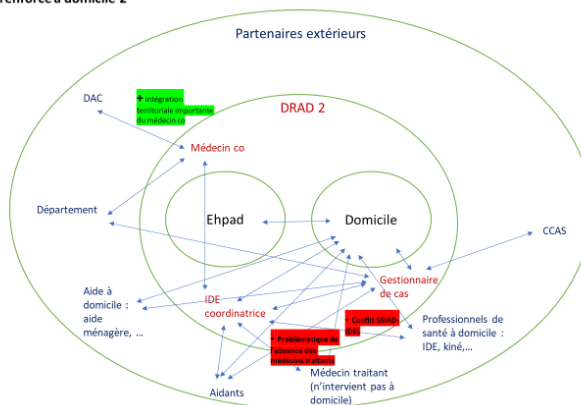 renforcé à domicile 2
Partenaires extérieurs
DAC
+ intégration
territoriale importante
du médecin co
DRAD 2
Médecin co
Ehpad
Domicile
Département
CCAS
Gestionnaire
de cas
Aide à
domicile :
aide
ménagère, …
IDE
coordinatrice
- Conflit SSIAD-
IDEL
Professionnels de
santé à domicile :
IDE, kiné,…
- Problématique de
l'absence des
médecins traitants
Médecin traitant
(n'intervient pas à
domicile)
Aidants